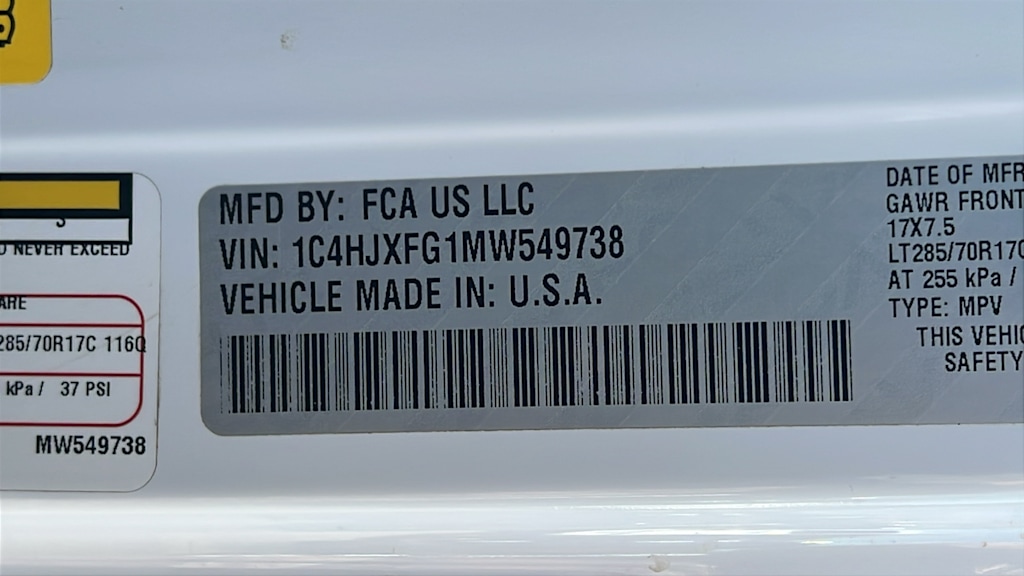 NEVER EXCEED
285/70R17C 116Q
kPa / 37 PSI
MW549738
MFD BY: FCA US LLC
VIN: 1C4HJXFG1MW549738
VEHICLE MADE IN: U.S.A.
DATE OF MFR
GAWR FRONT
17X7.5
LT285/70R17C
AT 255 kPa /
TYPE: MPV
THIS VEHIC
SAFETY